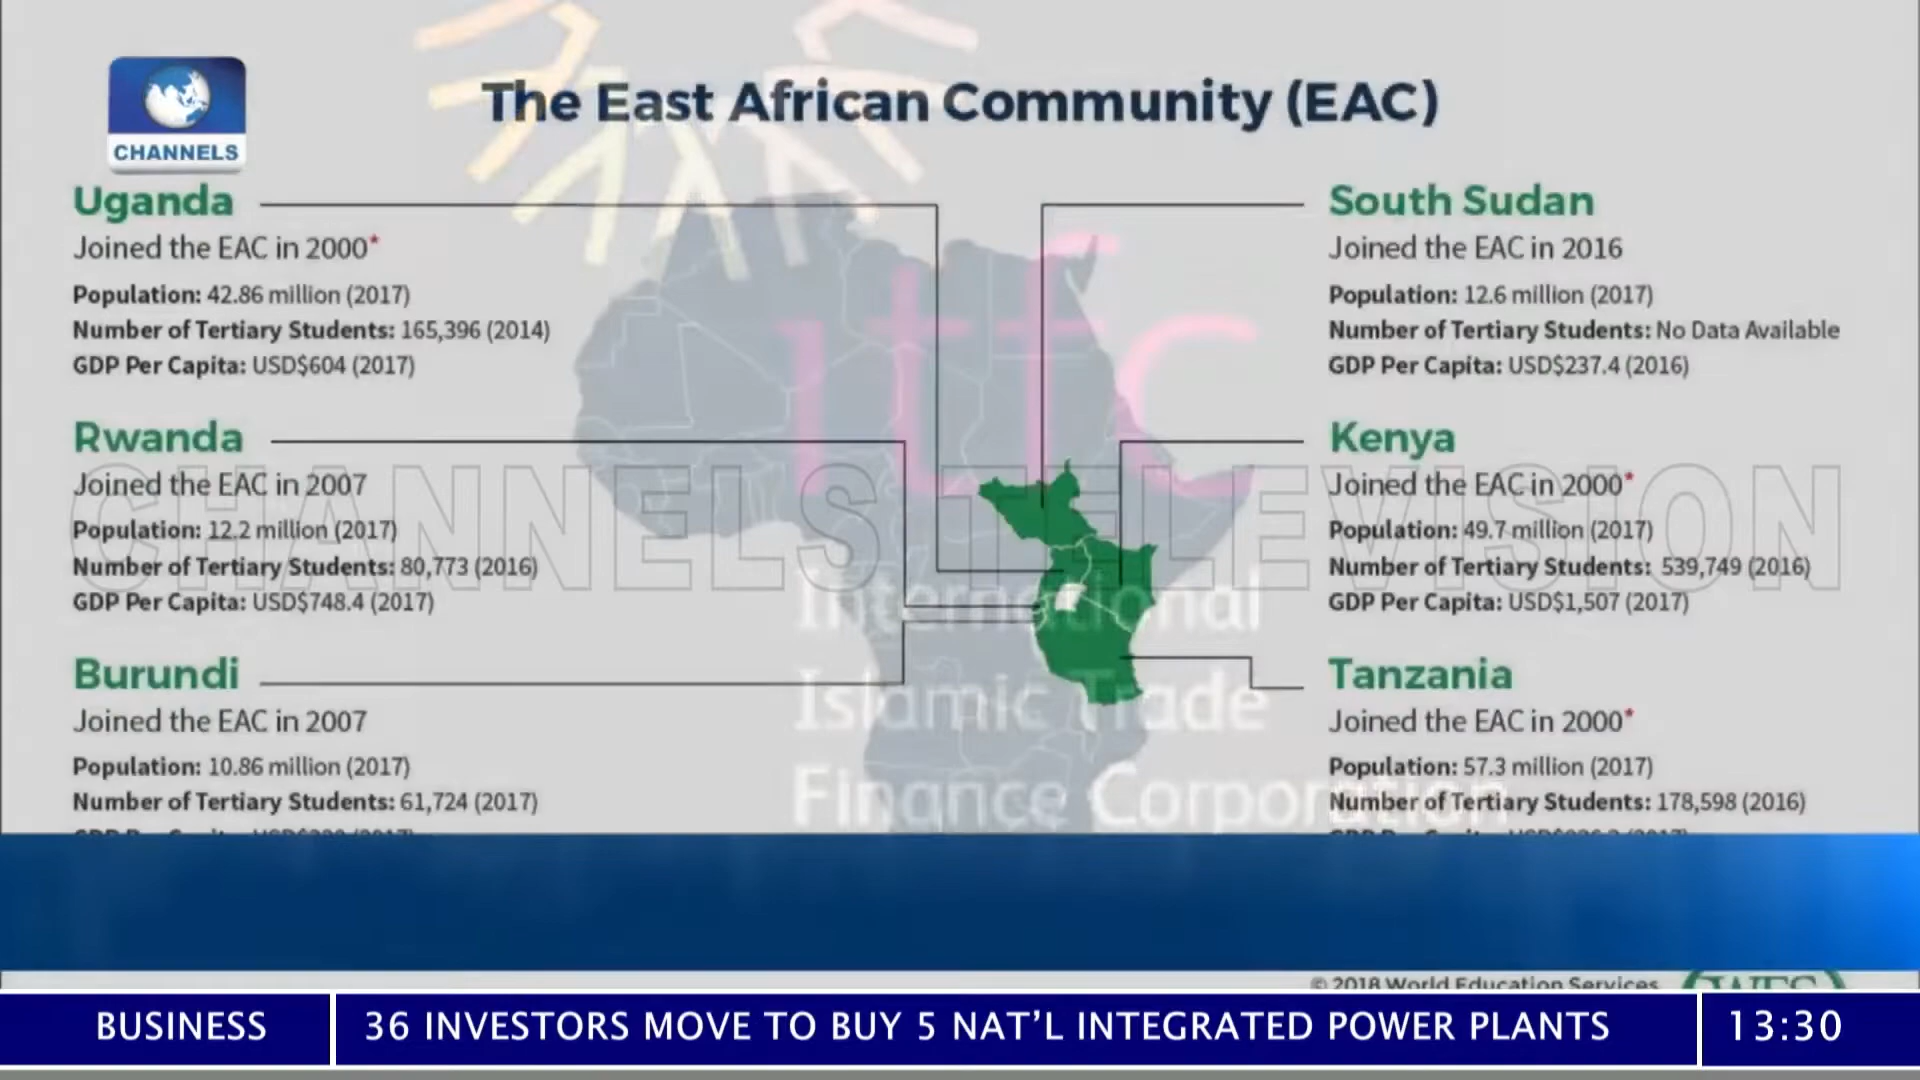 The East African Community (EAC)
CHANNELS
Uganda
Joined the EAC in 2000*
Population: 42.86 million (2017)
Number of Tertiary Students: 165,396 (2014)
GDP Per Capita: USD$604 (2017)
Rwanda
Joined the EAC in 2007
Population: 12.2 million (2017)
Number of Tertiary Students: 80,773 (2016)
GDP Per Capita: USD$748.4 (2017)
Burundi
Joined the EAC in 2007
Population: 10.86 million (2017)
Number of Tertiary Students: 61,724 (2017)
South Sudan
Joined the EAC in 2016
Population: 12.6 million (2017)
Number of Tertiary Students: No Data Available
GDP Per Capita: USD$237.4 (2016)
Kenya
Joined the EAC in 2000*
Population: 49.7 million (2017)
Number of Tertiary Students: 539,749 (2016)
GDP Per Capita: USD$1,507 (2017)
Tanzania
Joined the EAC in 2000*
Population: 57.3 million (2017)
Number of Tertiary Students: 178,598 (2016)
itfc
International
Islamic Trade
Finance Corporation
CHANNELS TELEVISION
© 2018 World Education Services
WES
BUSINESS
36 INVESTORS MOVE TO BUY 5 NAT'L INTEGRATED POWER PLANTS
13:30